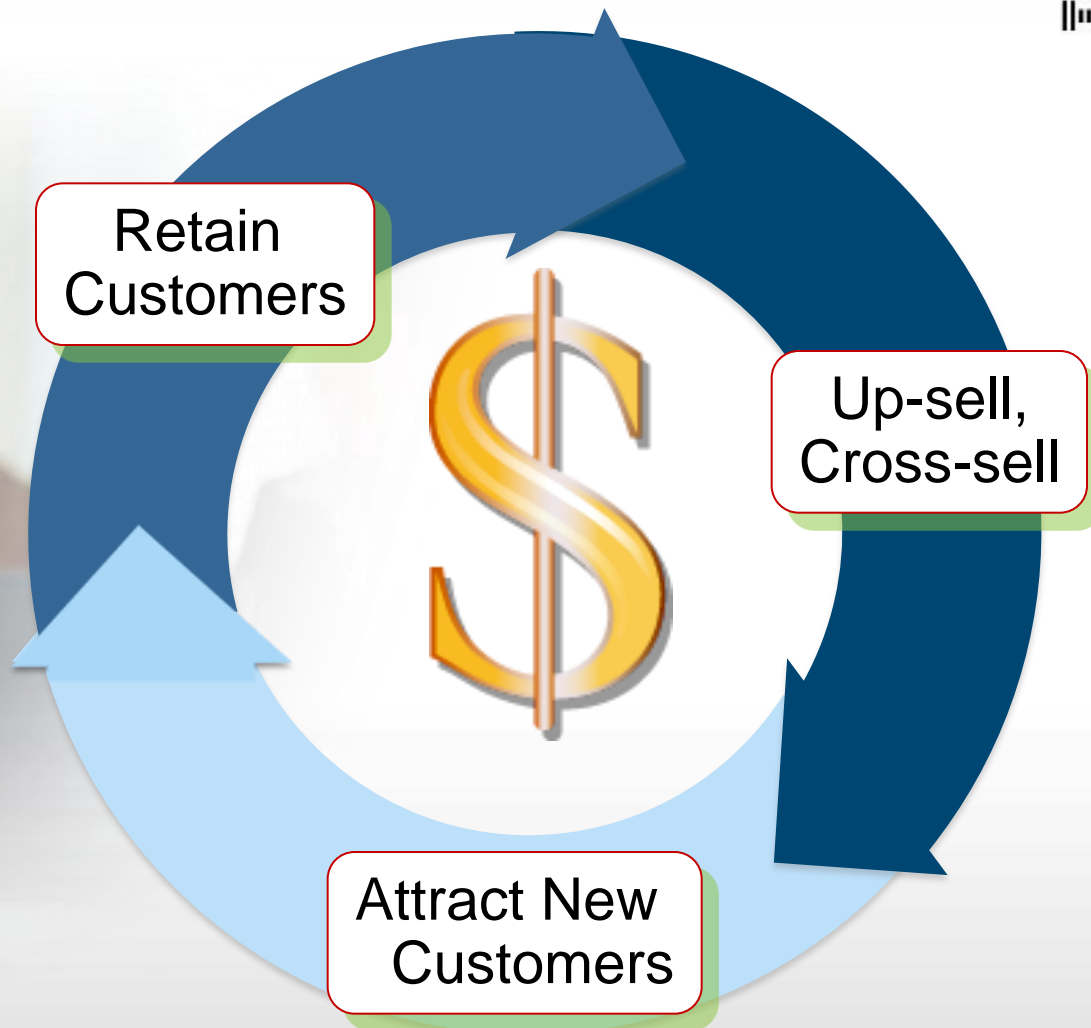 Retain
Customers
Up-sell,
Cross-sell
$
Attract New
Customers